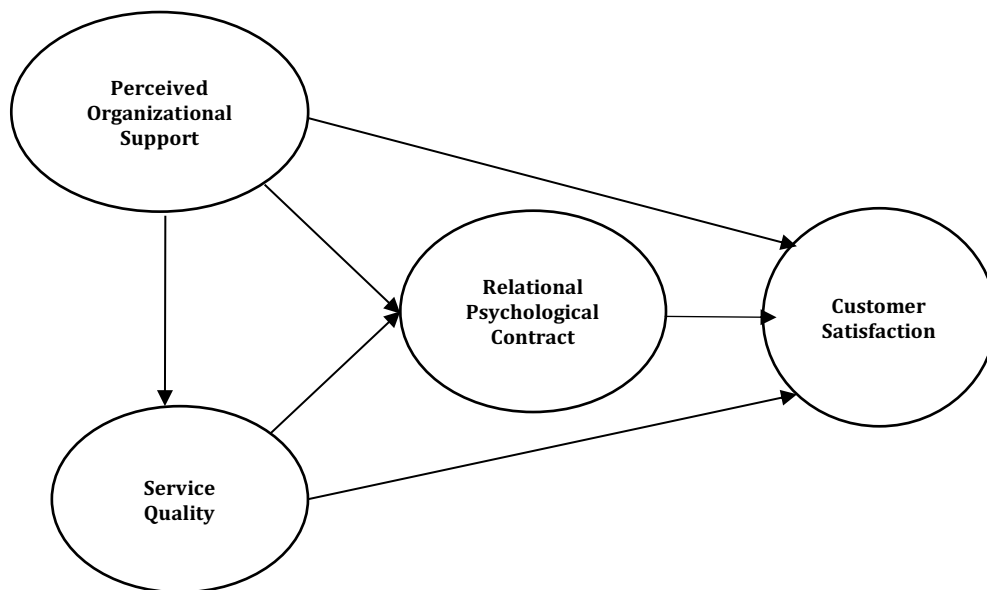 Perceived
Organizational
Support
Relational
Psychological
Contract
Customer
Satisfaction
Service
Quality